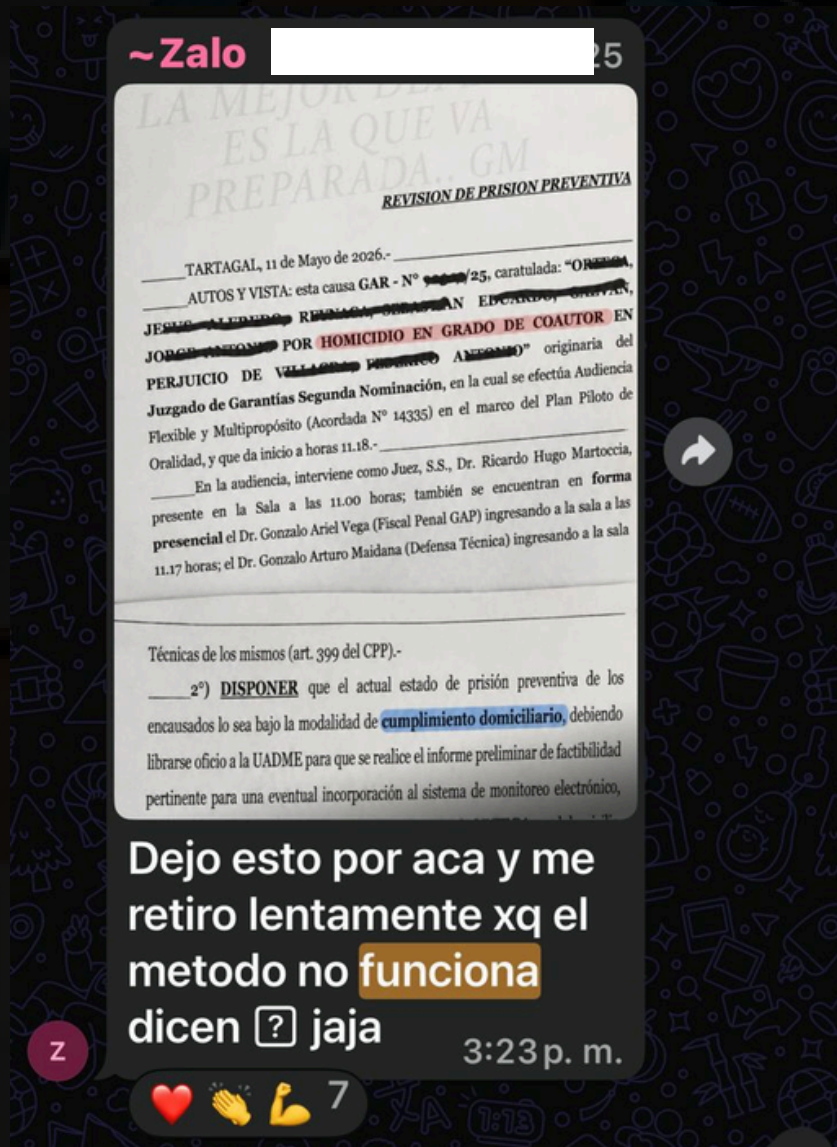 ~Zalo
25
LA MEJOR
ES LA QUE VA
PREPARADA.. GM
REVISION DE PRISION PREVENTIVA
TARTAGAL, 11 de Mayo de 2026.-
AUTOS Y VISTA: esta causa GAR - Nº /25, caratulada: “
POR HOMICIDIO EN GRADO DE COAUTOR EN
PERJUICIO DE ” originaria del
Juzgado de Garantías Segunda Nominación, en la cual se efectúa Audiencia
Flexible y Multipropósito (Acordada Nº 14335) en el marco del Plan Piloto de
Oralidad, y que da inicio a horas 11.18.-
En la audiencia, interviene como Juez, S.S., Dr. Ricardo Hugo Martoccia,
presente en la Sala a las 11.00 horas; también se encuentran en forma
presencial el Dr. Gonzalo Ariel Vega (Fiscal Penal GAP) ingresando a la sala a las
11.17 horas; el Dr. Gonzalo Arturo Maidana (Defensa Técnica) ingresando a la sala
Técnicas de los mismos (art. 399 del CPP).-
2º) DISPONER que el actual estado de prisión preventiva de los
encausados lo sea bajo la modalidad de cumplimiento domiciliario, debiendo
librarse oficio a la UADME para que se realice el informe preliminar de factibilidad
pertinente para una eventual incorporación al sistema de monitoreo electrónico,
Dejo esto por aca y me
retiro lentamente xq el
metodo no funciona
dicen ? jaja
3:23 p. m.
Z
❤️ 👏 💪 7